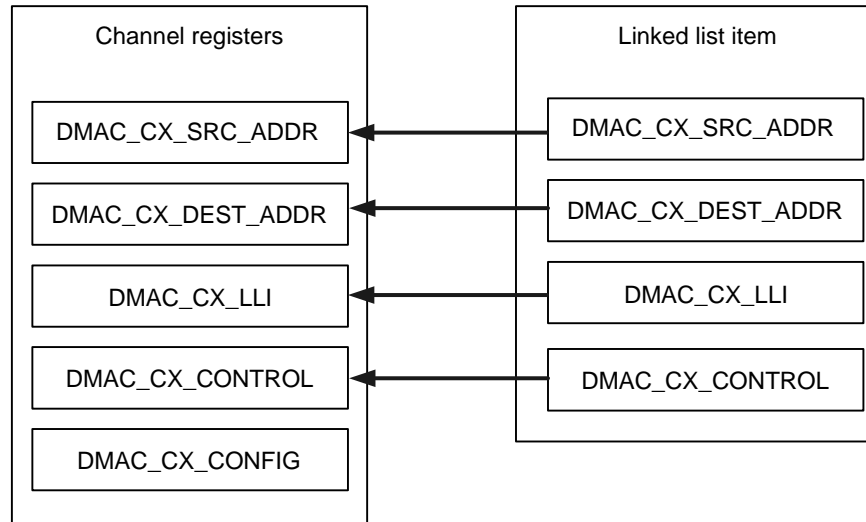 Channel registers
DMAC_CX_SRC_ADDR
DMAC_CX_DEST_ADDR
DMAC_CX_LLI
DMAC_CX_CONTROL
DMAC_CX_CONFIG
Linked list item
DMAC_CX_SRC_ADDR
DMAC_CX_DEST_ADDR
DMAC_CX_LLI
DMAC_CX_CONTROL